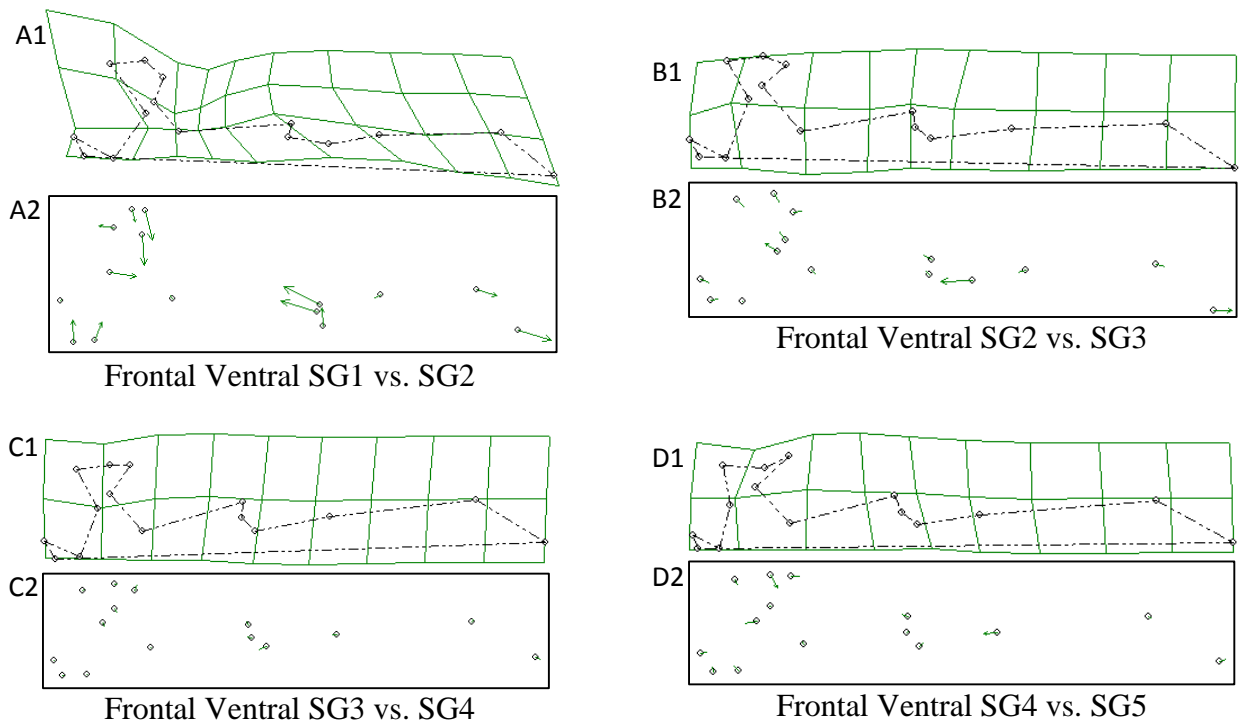 A1
B1
A2
B2
Frontal Ventral SG1 vs. SG2
Frontal Ventral SG2 vs. SG3
C1
D1
C2
D2
Frontal Ventral SG3 vs. SG4
Frontal Ventral SG4 vs. SG5